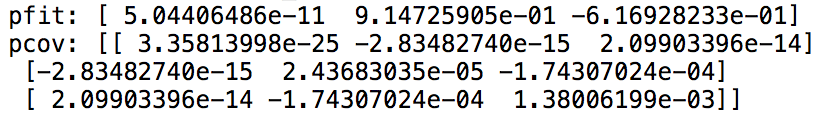 pfit: [ 5.04406486e-11  9.14725905e-01 -6.16928233e-01]
pcov: [[ 3.35813998e-25 -2.83482740e-15  2.09903396e-14]
 [-2.83482740e-15  2.43683035e-05 -1.74307024e-04]
 [ 2.09903396e-14 -1.74307024e-04  1.38006199e-03]]